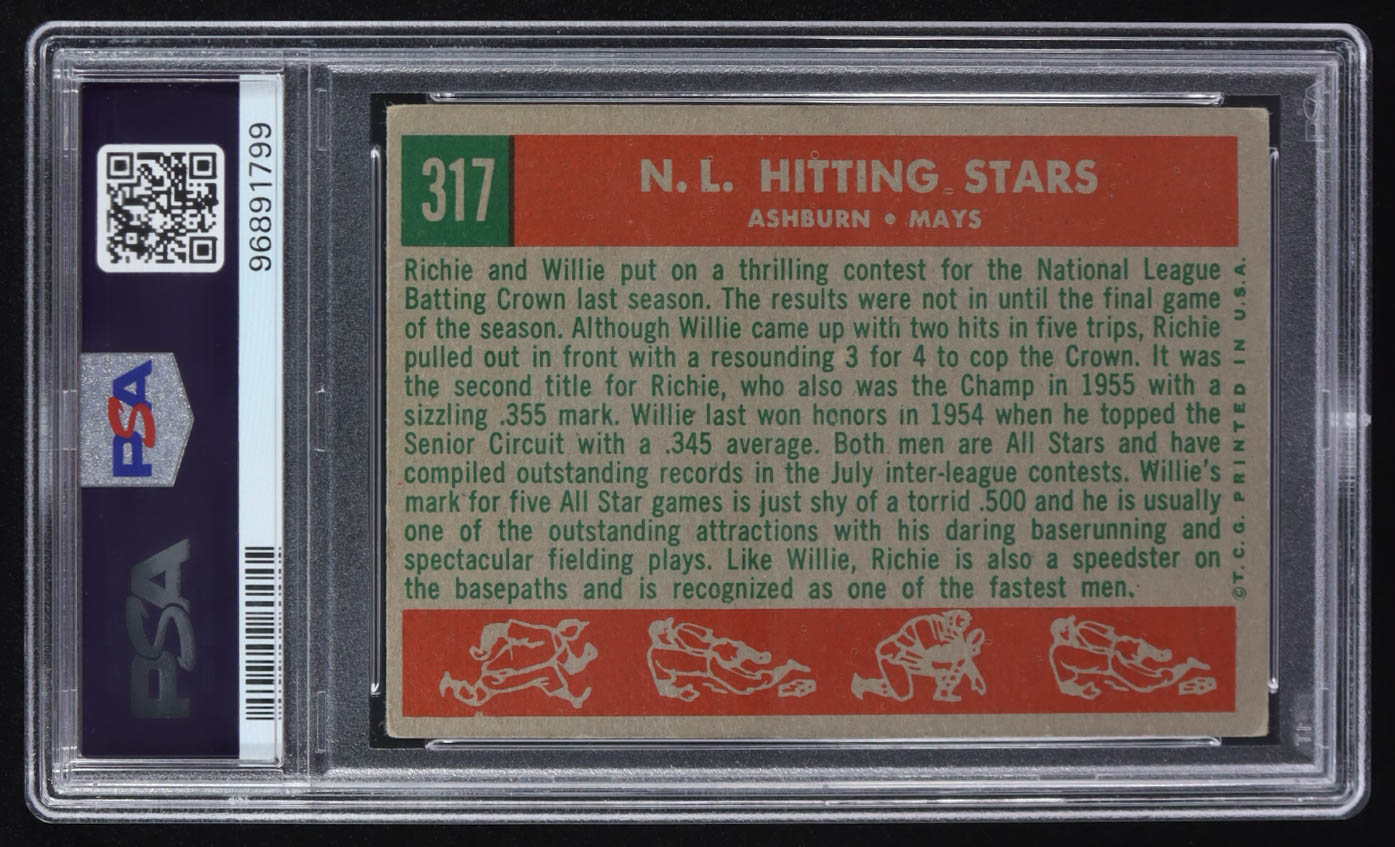 317
N. L. HITTING STARS
ASHBURN • MAYS
Richie and Willie put on a thrilling contest for the National League
Batting Crown last season. The results were not in until the final game
of the season. Although Willie came up with two hits in five trips, Richie
pulled out in front with a resounding 3 for 4 to cop the Crown. It was
the second title for Richie, who also was the Champ in 1955 with a
sizzling .355 mark. Willie last won honors in 1954 when he topped the
Senior Circuit with a .345 average. Both men are All Stars and have
compiled outstanding records in the July inter-league contests. Willie's
mark for five All Star games is just shy of a torrid .500 and he is usually
one of the outstanding attractions with his daring baserunning and
spectacular fielding plays. Like Willie, Richie is also a speedster on
the basepaths and is recognized as one of the fastest men.
©T. C. G. PRINTED IN U.S.A.
96891799
PSA
PSA
PSA